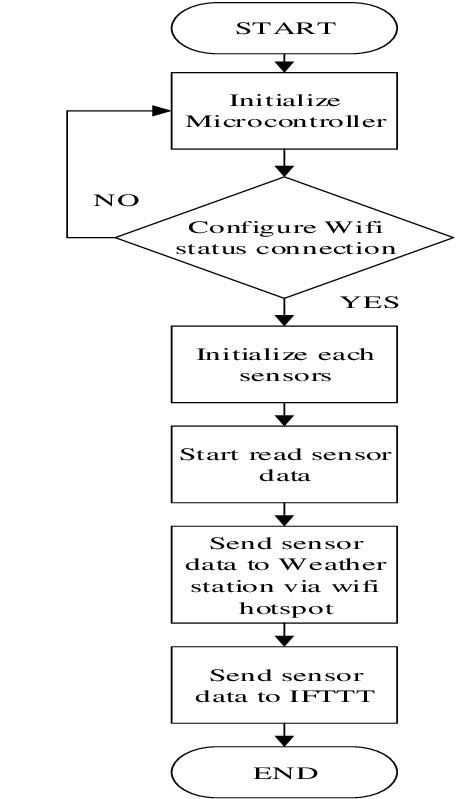 START
Initialize
Microcontroller
NO
Configure Wifi
status connection
YES
Initialize each
sensors
Start read sensor
data
Send sensor
data to Weather
station via wifi
hotspot
Send sensor
data to IFTTT
END